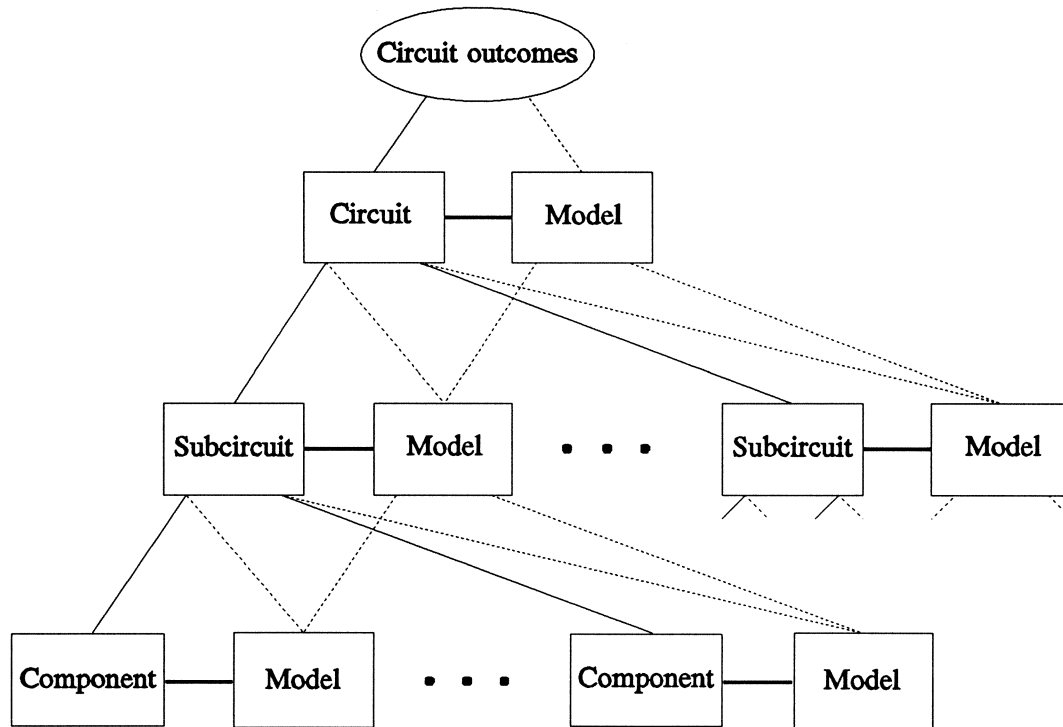 Circuit outcomes
Circuit
Model
Subcircuit
Model
Subcircuit
Model
Component
Model
Component
Model